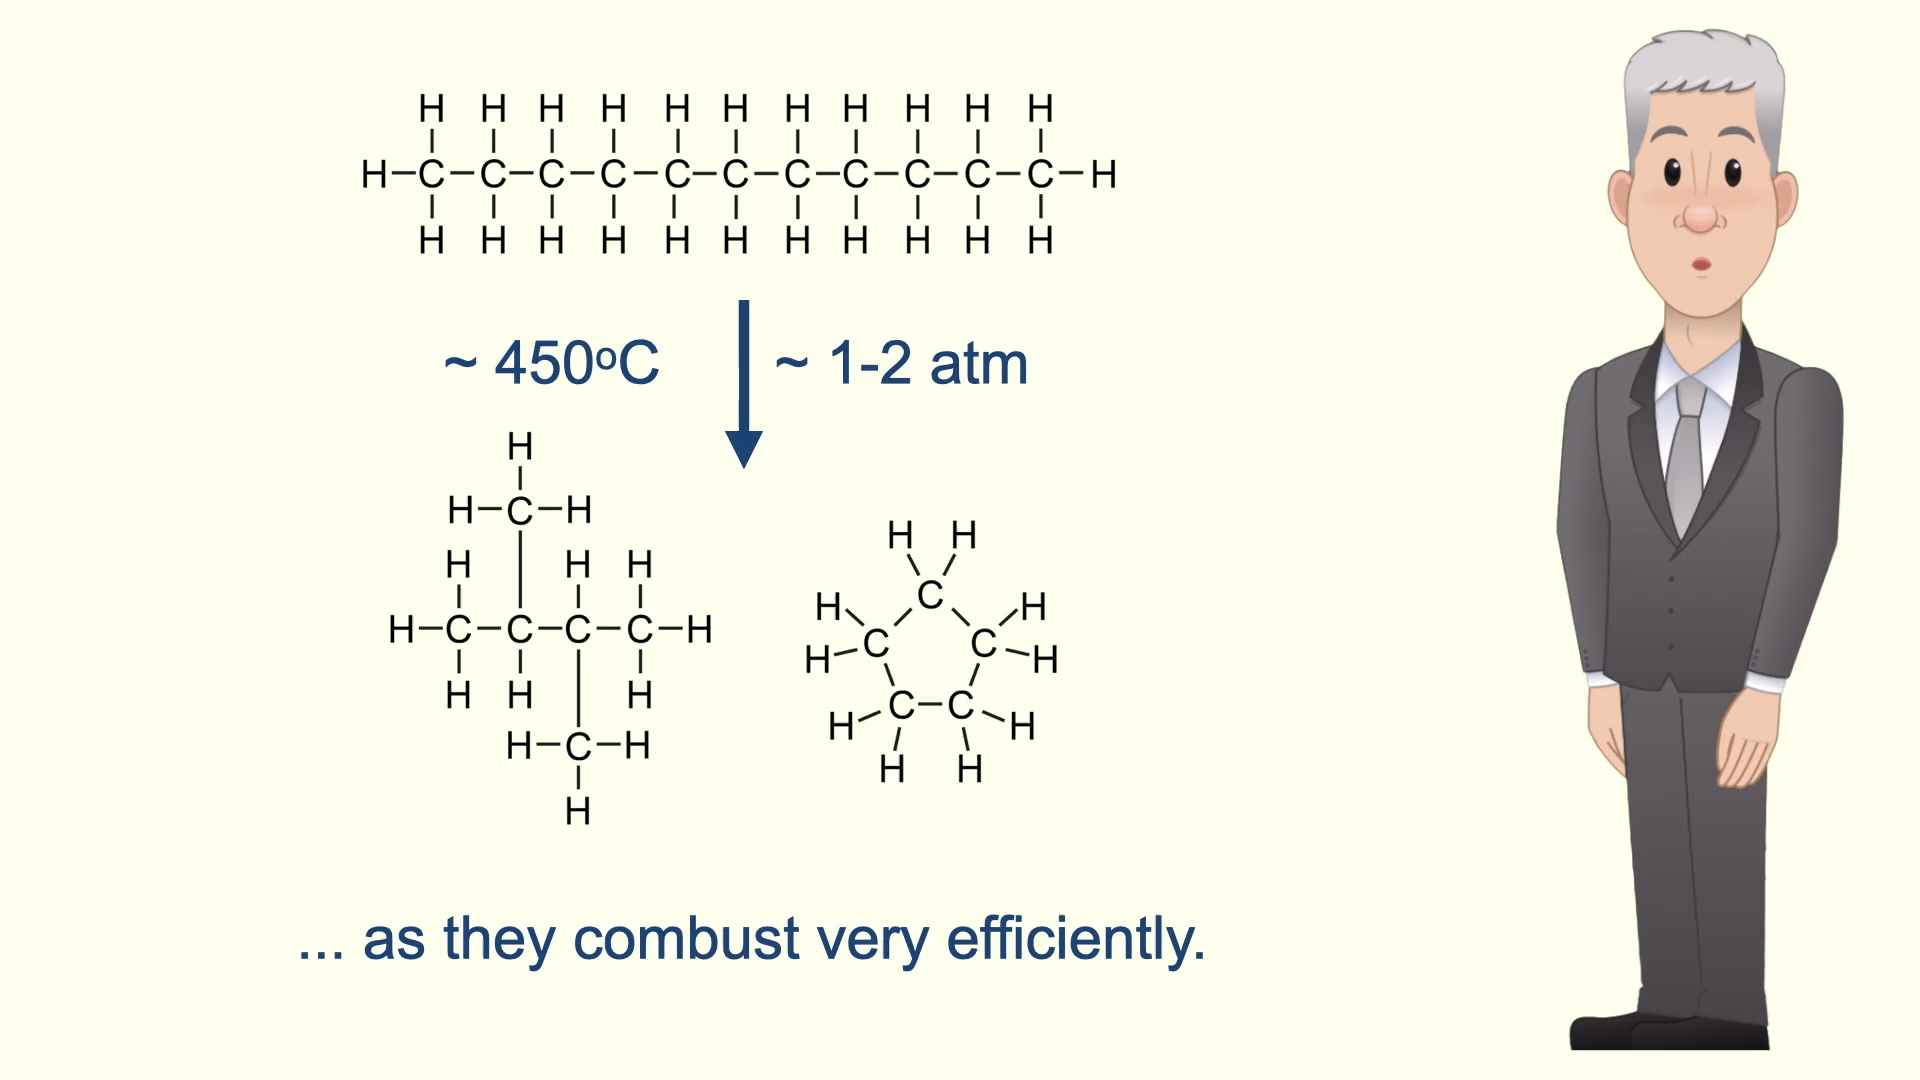 H H H H H H H H H H H
H–C–C–C–C–C–C–C–C–C–C–C–H
H H H H H H H H H H H
~ 450ºC ~ 1-2 atm
H
H–C–H
H H H
H–C–C–C–C–H
H H H
H–C–H
H
H H
C
H H
C C
H H
C–C
H H
H H
... as they combust very efficiently.